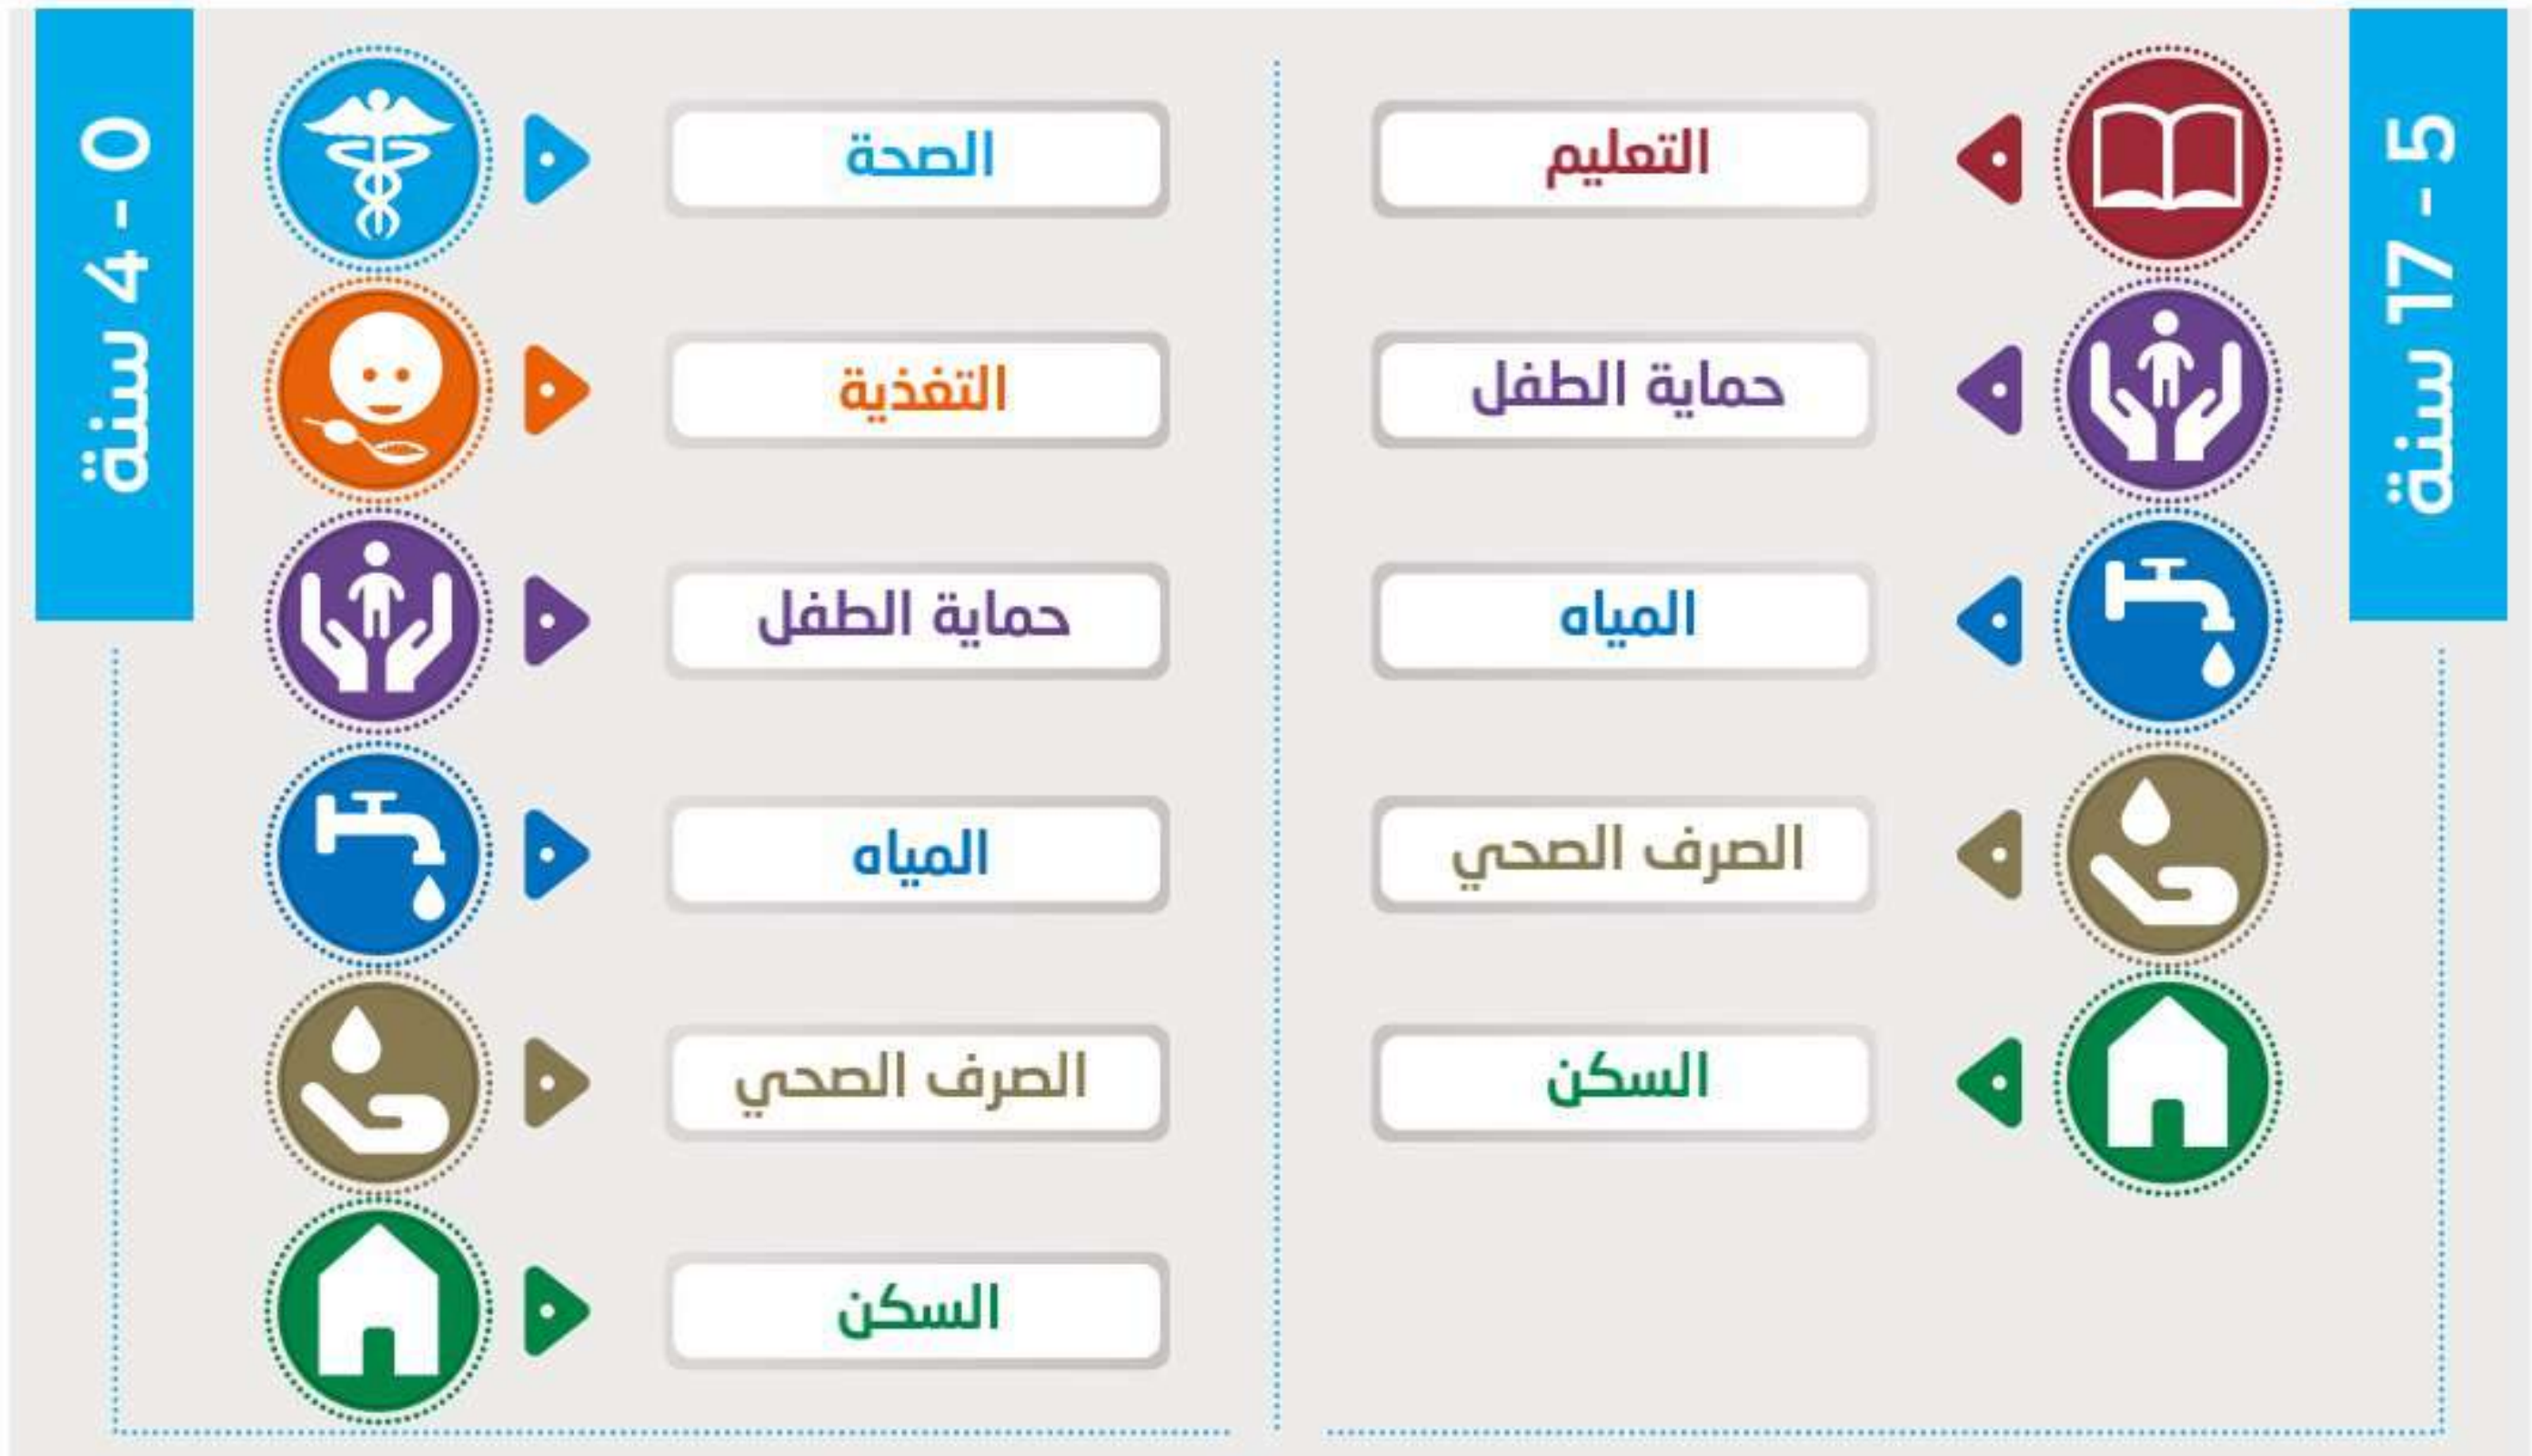 0 - 4 سنة
الصحة
التغذية
حماية الطفل
المياه
الصرف الصحي
السكن
5 - 17 سنة
التعليم
حماية الطفل
المياه
الصرف الصحي
السكن